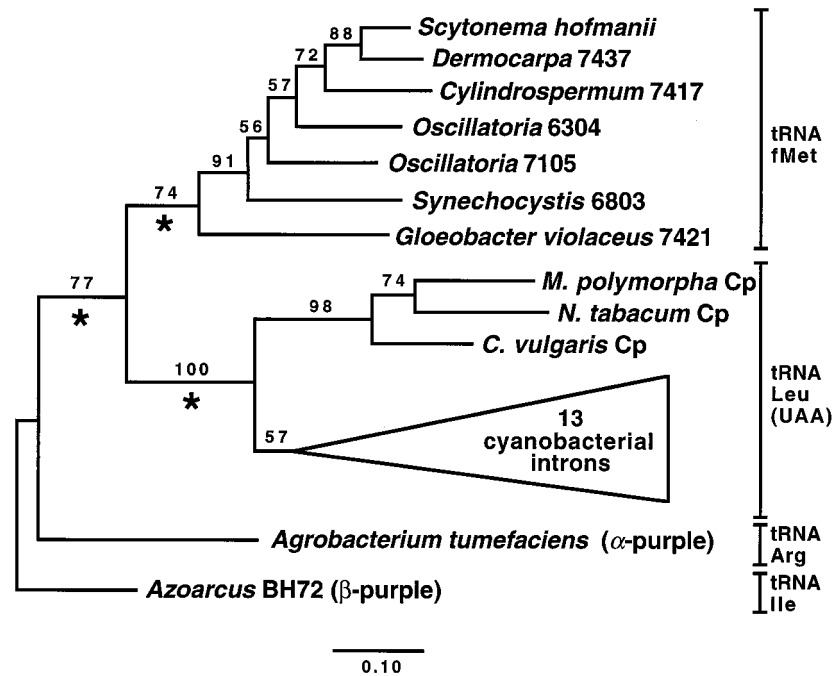 88
Scytonema hofmanii
72
Dermocarpa 7437
57
Cylindrospermum 7417
56
Oscillatoria 6304
91
Oscillatoria 7105
74
Synechocystis 6803
*
Gloeobacter violaceus 7421
tRNA
fMet
77
*
74
M. polymorpha Cp
98
N. tabacum Cp
C. vulgaris Cp
100
*
57
13
cyanobacterial
introns
tRNA
Leu
(UAA)
Agrobacterium tumefaciens (α-purple)
tRNA
Arg
Azoarcus BH72 (β-purple)
tRNA
Ile
0.10